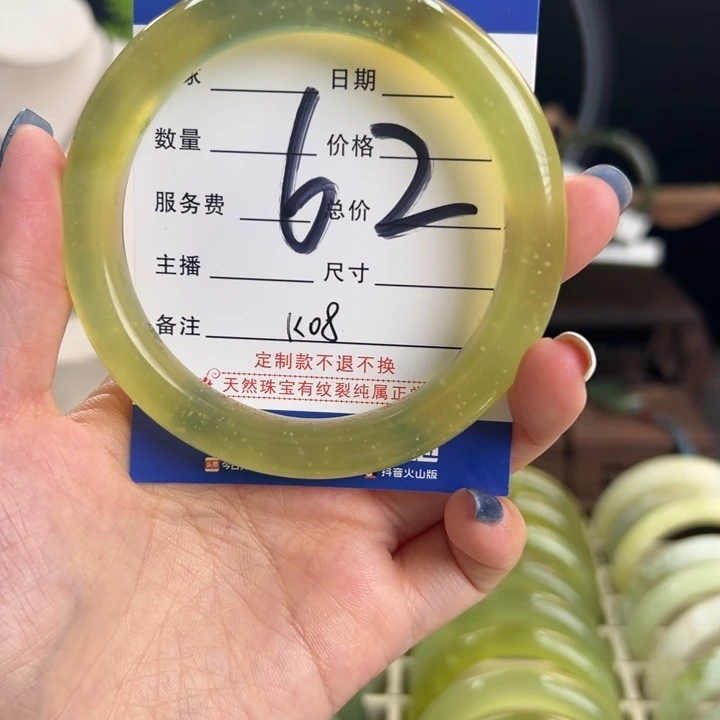 日期
数量 价格
62
服务费 总价
主播 尺寸
备注 K08
定制款不退不换
天然珠宝有纹裂纯属正
抖音火山版